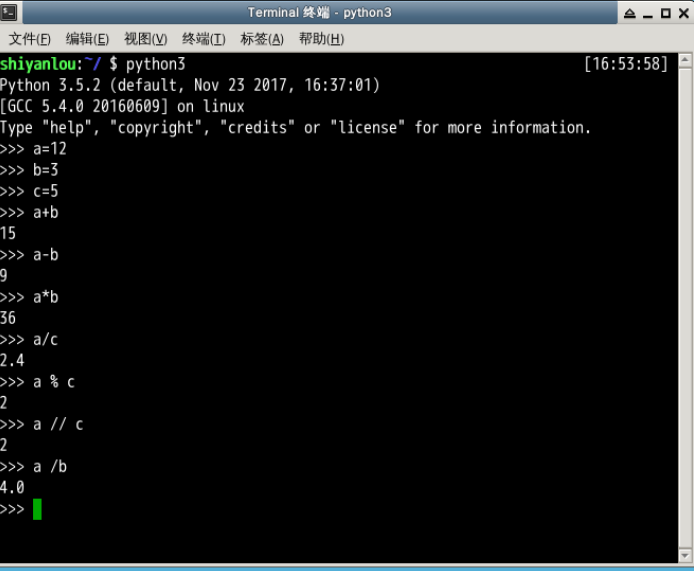 Terminal 终端 - python3
文件(F) 编辑(E) 视图(V) 终端(T) 标签(A) 帮助(H)
shiyanlou:~/ $ python3 [16:53:58]
Python 3.5.2 (default, Nov 23 2017, 16:37:01)
[GCC 5.4.0 20160609] on linux
Type "help", "copyright", "credits" or "license" for more information.
>>> a=12
>>> b=3
>>> c=5
>>> a+b
15
>>> a-b
9
>>> a*b
36
>>> a/c
2.4
>>> a % c
2
>>> a // c
2
>>> a /b
4.0
>>>